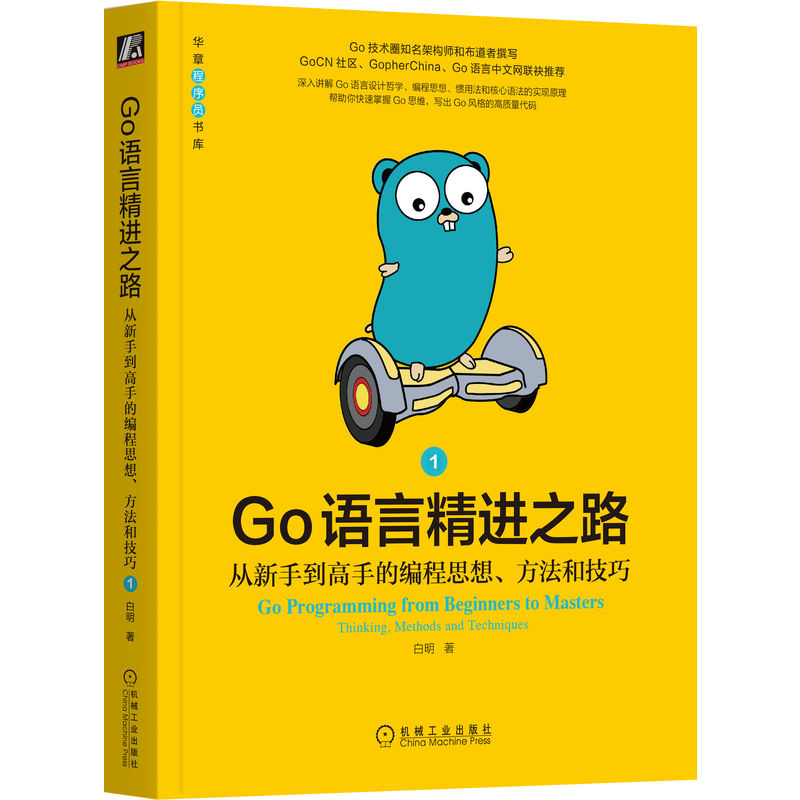 Go语言精进之路
从新手到高手的编程思想、方法和技巧
1
白明 著
机械工业出版社
China Machine Press
CMP BOOKS
华章程序员书库
Go 技术圈知名架构师和布道者撰写
GoCN 社区、GopherChina、Go 语言中文网联袂推荐
深入讲解 Go 语言设计哲学、编程思想、惯用法和核心语法的实现原理
帮助你快速掌握 Go 思维，写出 Go 风格的高质量代码
1
Go语言精进之路
从新手到高手的编程思想、方法和技巧
Go Programming from Beginners to Masters
Thinking, Methods and Techniques
白明 著
机械工业出版社
China Machine Press